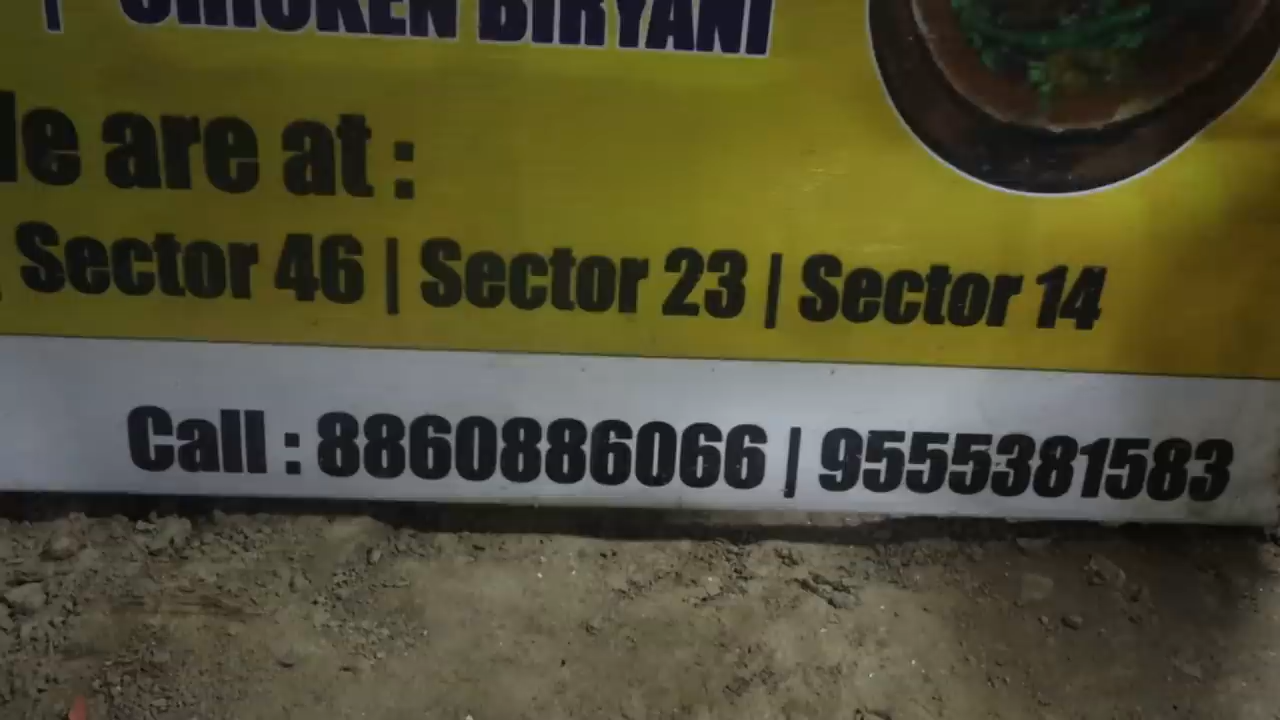 CHICKEN BIRYANI
are at :
Sector 46 | Sector 23 | Sector 14
Call : 8860886066 | 9555381583